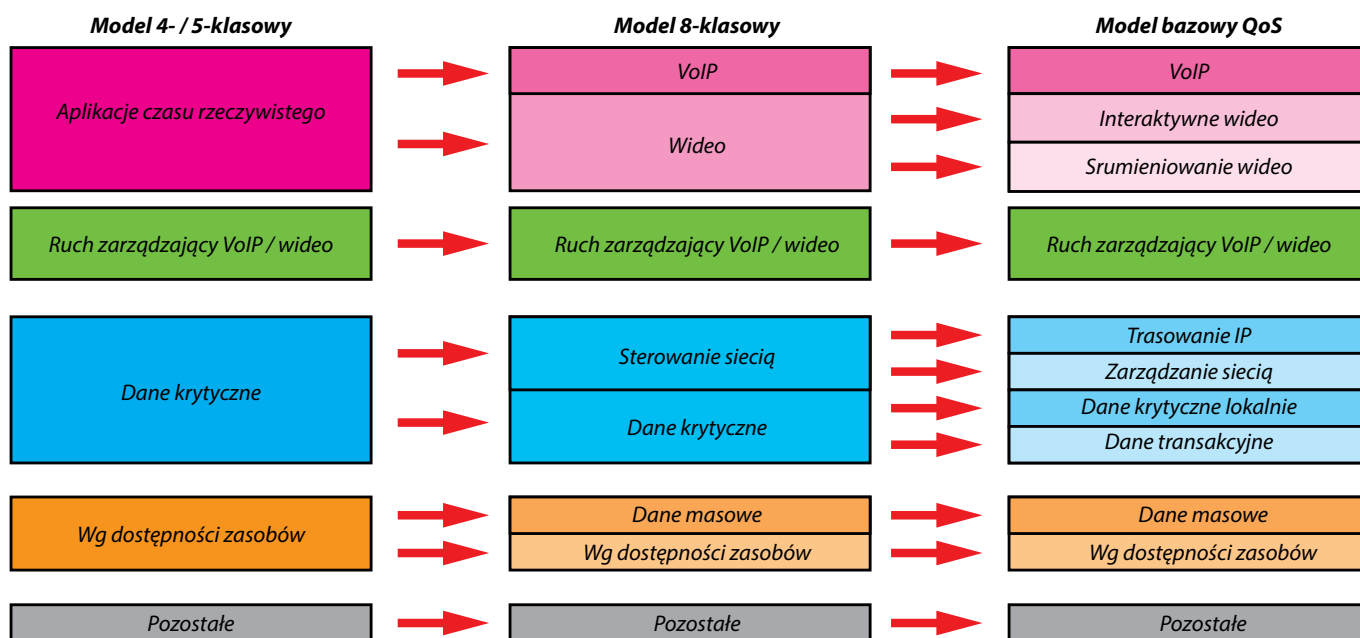 Model 4- / 5-klasowy
Model 8-klasowy
Model bazowy QoS
Aplikacje czasu rzeczywistego
VoIP
Wideo
VoIP
Interaktywne wideo
Srumieniowanie wideo
Ruch zarządzający VoIP / wideo
Ruch zarządzający VoIP / wideo
Ruch zarządzający VoIP / wideo
Dane krytyczne
Sterowanie siecią
Dane krytyczne
Trasowanie IP
Zarządzanie siecią
Dane krytyczne lokalnie
Dane transakcyjne
Wg dostępności zasobów
Dane masowe
Wg dostępności zasobów
Dane masowe
Wg dostępności zasobów
Pozostałe
Pozostałe
Pozostałe